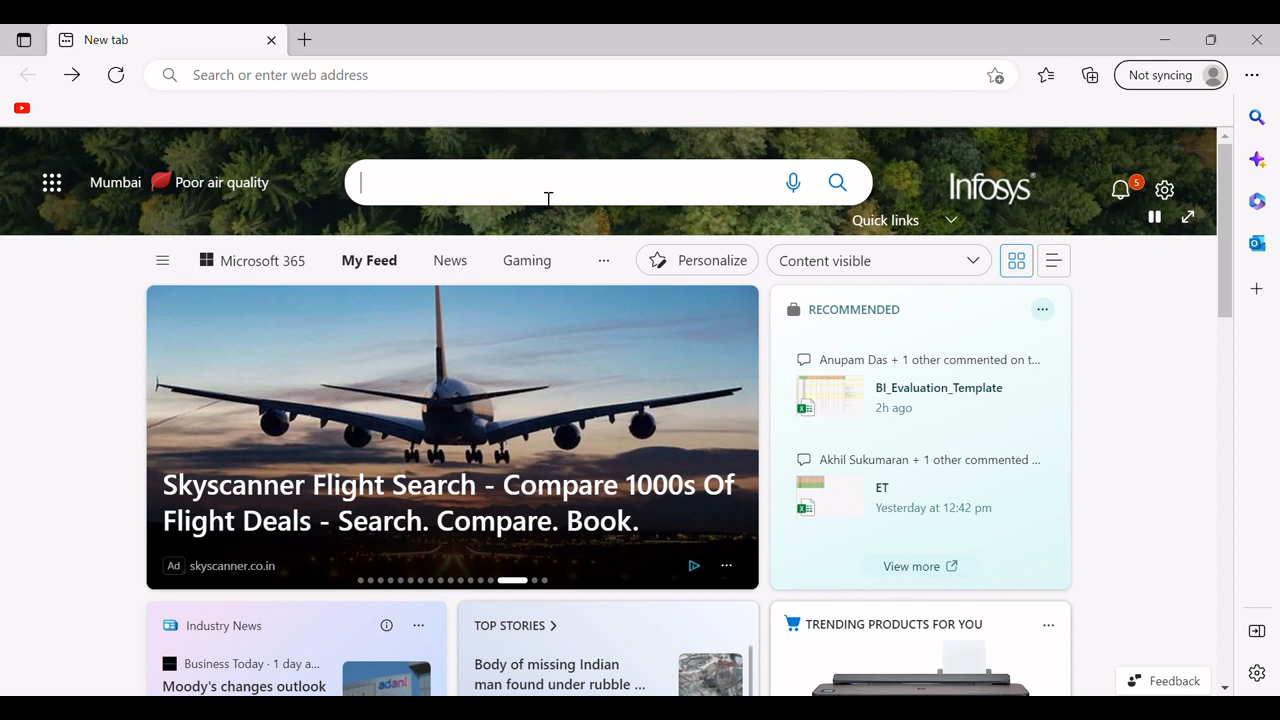 New tab
Search or enter web address
Not syncing
Mumbai Poor air quality
Infosys
5
Quick links
Microsoft 365 My Feed News Gaming
Personalize
Content visible
Skyscanner Flight Search - Compare 1000s Of
Flight Deals - Search. Compare. Book.
Ad skyscanner.co.in
RECOMMENDED
Anupam Das + 1 other commented on t...
BI_Evaluation_Template
2h ago
Akhil Sukumaran + 1 other commented ...
ET
Yesterday at 12:42 pm
View more
Industry News
Business Today · 1 day a...
Moody's changes outlook
adani
TOP STORIES
Body of missing Indian
man found under rubble ...
TRENDING PRODUCTS FOR YOU
Feedback